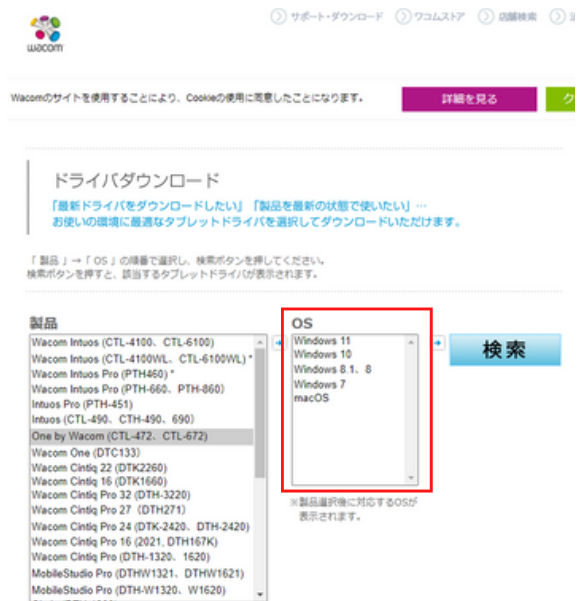 サポート・ダウンロード ワコムストア 店舗検索
wacom
Wacomのサイトを使用することにより、Cookieの使用に同意したことになります。
詳細を見る
ク
ドライバダウンロード
「最新ドライバをダウンロードしたい」「製品を最新の状態で使いたい」…
お使いの環境に最適なタブレットドライバを選択してダウンロードいただけます。
「 製品 」→「 OS 」の順番で選択し、検索ボタンを押してください。
検索ボタンを押すと、該当するタブレットドライバが表示されます。
製品
Wacom Intuos (CTL-4100、CTL-6100)
Wacom Intuos (CTL-4100WL、CTL-6100WL) *
Wacom Intuos Pro (PTH460) *
Wacom Intuos Pro (PTH-660、PTH-860)
Intuos Pro (PTH-451)
Intuos (CTL-490、CTH-490、690)
One by Wacom (CTL-472、CTL-672)
Wacom One (DTC133)
Wacom Cintiq 22 (DTK2260)
Wacom Cintiq 16 (DTK1660)
Wacom Cintiq Pro 32 (DTH-3220)
Wacom Cintiq Pro 27（DTH271)
Wacom Cintiq Pro 24 (DTK-2420、DTH-2420)
Wacom Cintiq Pro 16 (2021, DTH167K)
Wacom Cintiq Pro (DTH-1320、1620)
MobileStudio Pro (DTHW1321、DTHW1621)
MobileStudio Pro (DTH-W1320、W1620)
OS
Windows 11
Windows 10
Windows 8.1、8
Windows 7
macOS
※製品選択後に対応するOSが
表示されます。
検索